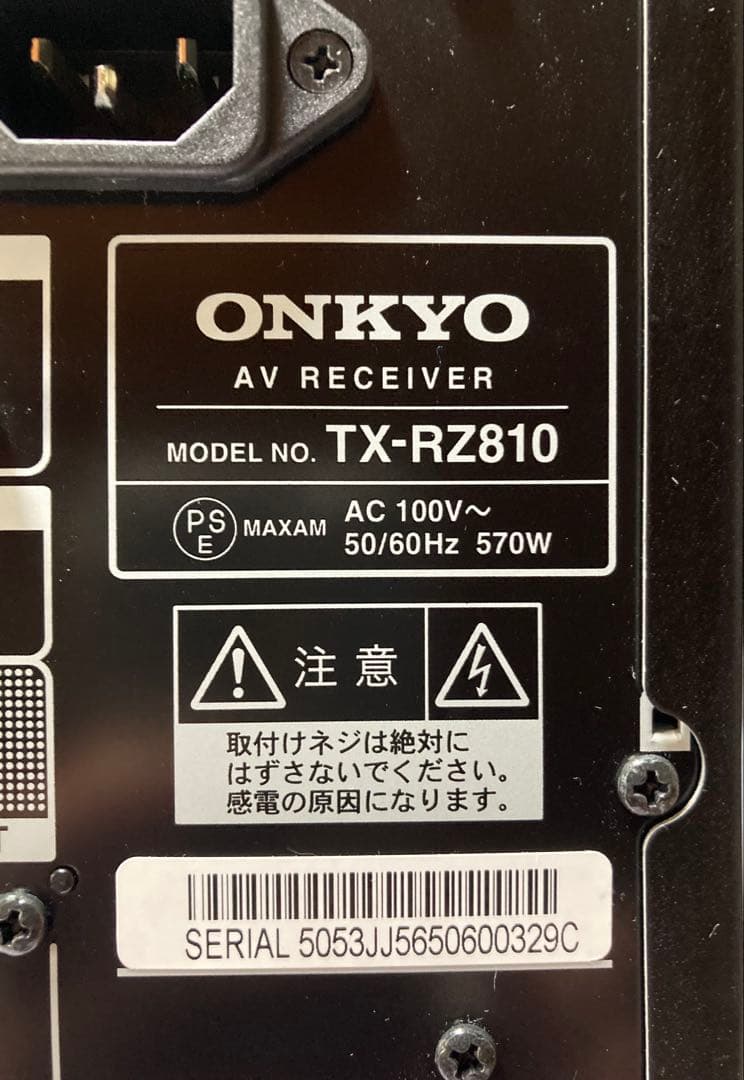 ONKYO
AV RECEIVER
MODEL NO. TX-RZ810
PS
E
MAXAM
AC 100V～
50/60Hz 570W
注意
取付けネジは絶対に
はずさないでください。
感電の原因になります。
T
SERIAL 5053JJ5650600329C